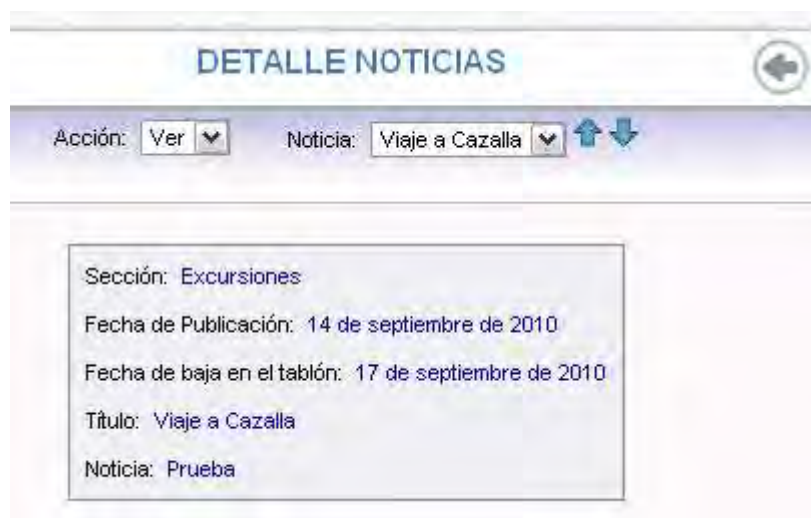 DETALLE NOTICIAS
Acción: Ver Noticia: Viaje a Cazalla
Sección: Excursiones
Fecha de Publicación: 14 de septiembre de 2010
Fecha de baja en el tablón: 17 de septiembre de 2010
Título: Viaje a Cazalla
Noticia: Prueba